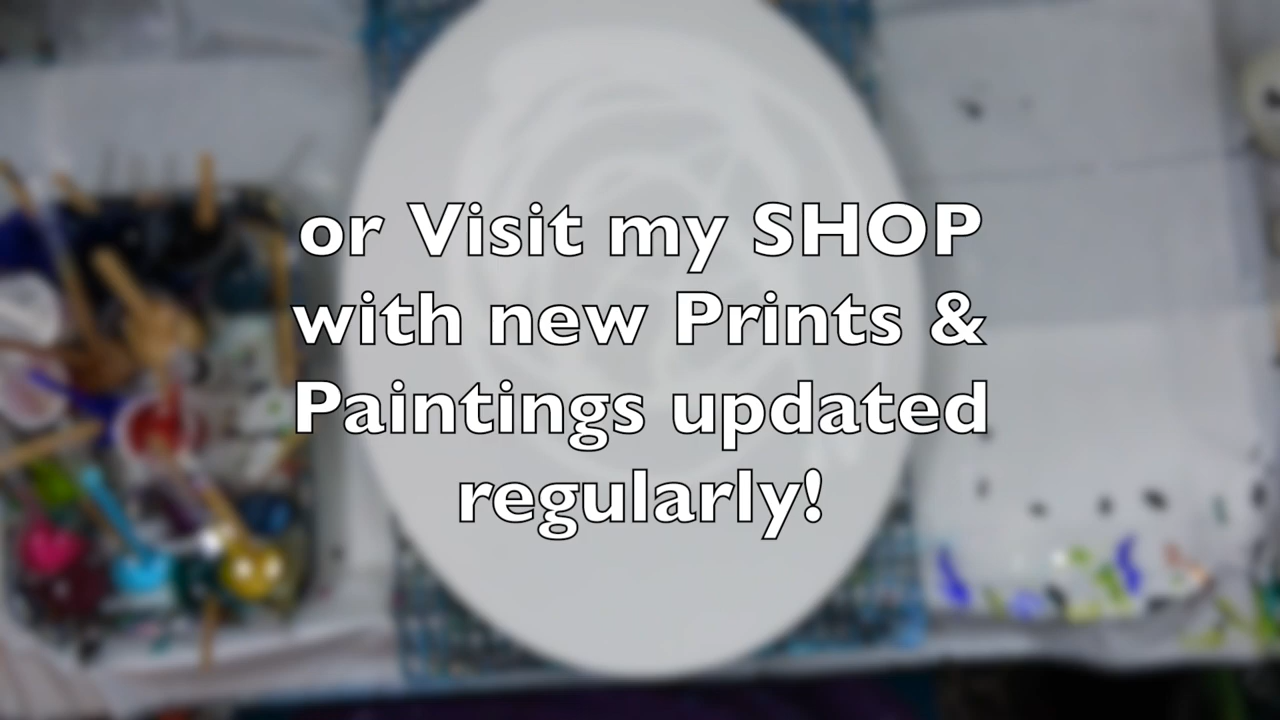 or Visit my SHOP
with new Prints &
Paintings updated
regularly!